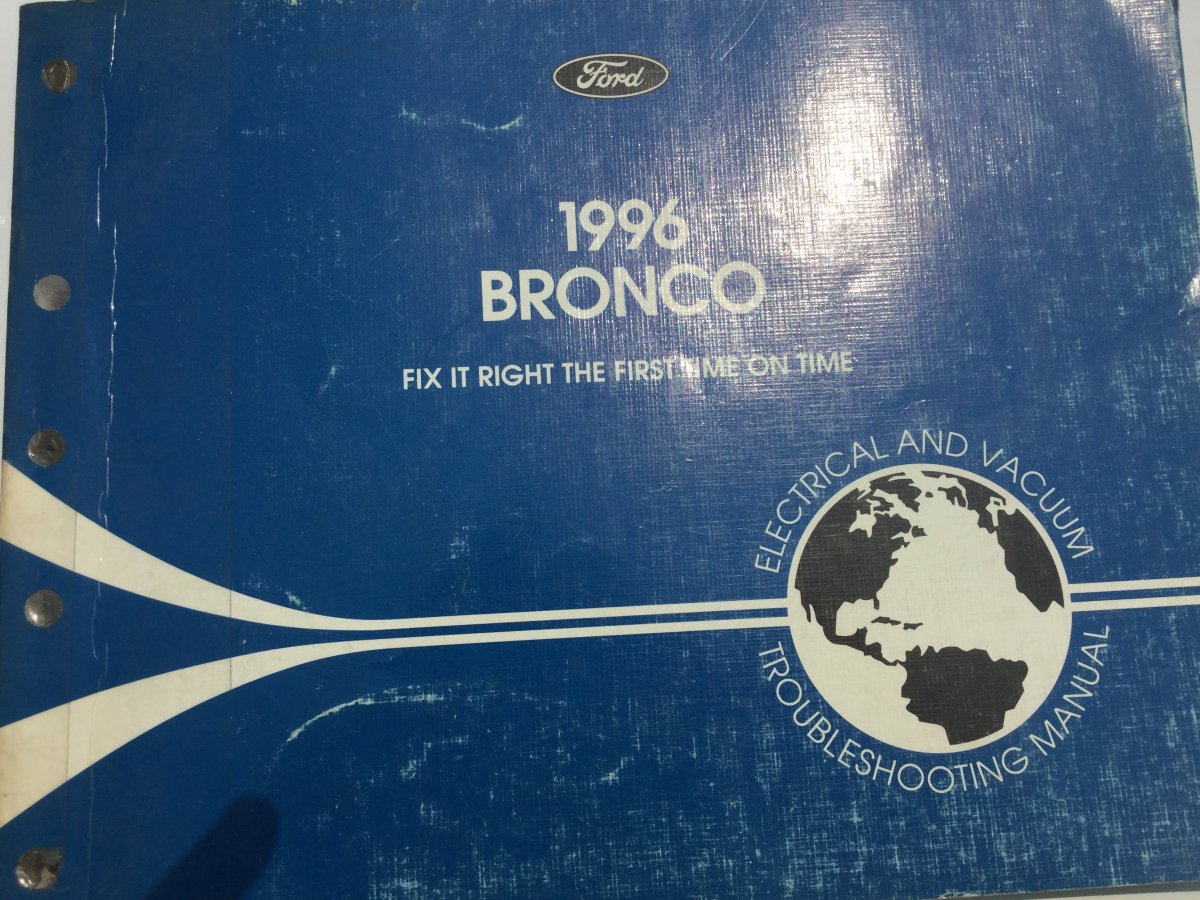 Ford
1996
BRONCO
FIX IT RIGHT THE FIRST TIME ON TIME
ELECTRICAL AND VACUUM
TROUBLESHOOTING MANUAL